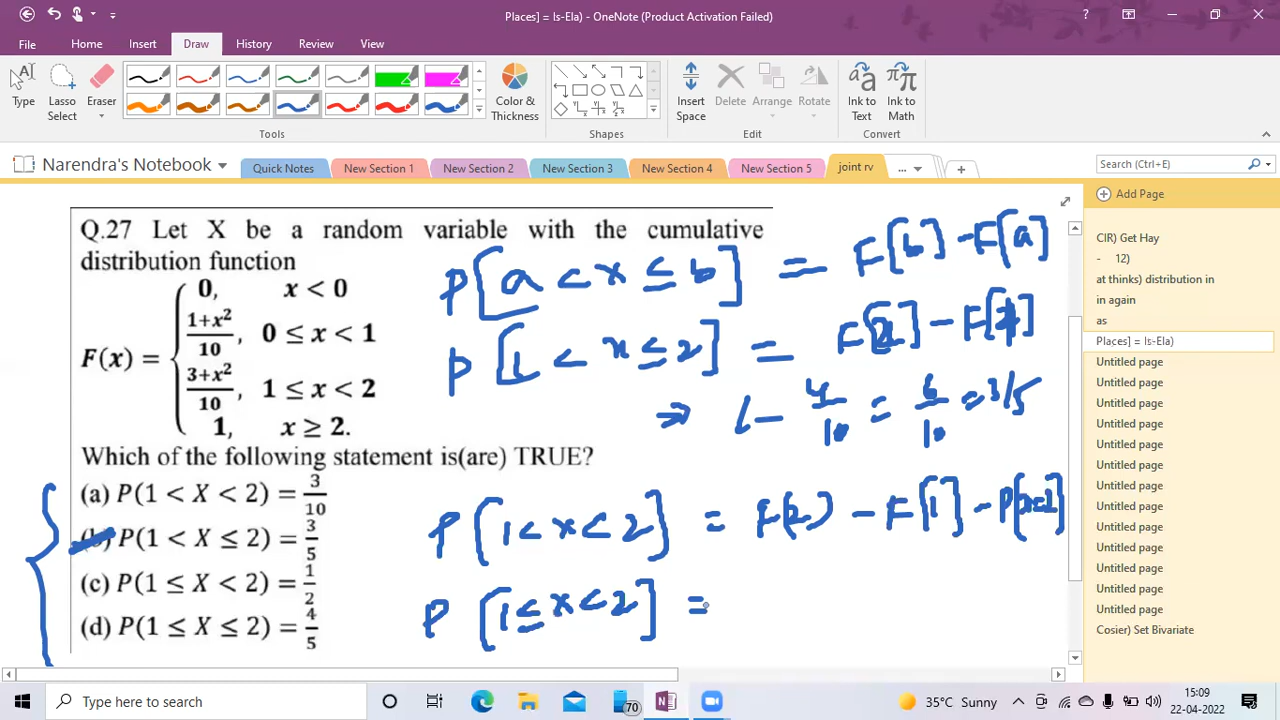 Places] = Is-Ela) - OneNote (Product Activation Failed)
File Home Insert Draw History Review View
Type Lasso Select Eraser Color & Thickness Insert Space Delete Arrange Rotate Ink to Text Ink to Math
Tools Shapes Edit Convert
Narendra's Notebook Quick Notes New Section 1 New Section 2 New Section 3 New Section 4 New Section 5 joint rv ... Search (Ctrl+E)
Add Page
CIR) Get Hay
- 12)
at thinks) distribution in
in again
as
Places] = Is-Ela)
Untitled page
Untitled page
Untitled page
Untitled page
Untitled page
Untitled page
Untitled page
Untitled page
Untitled page
Untitled page
Untitled page
Untitled page
Untitled page
Cosier) Set Bivariate
Q.27 Let X be a random variable with the cumulative
distribution function
F(x) = { 0, x < 0
1+x²/10, 0 ≤ x < 1
3+x²/10, 1 ≤ x < 2
1, x ≥ 2.
Which of the following statement is(are) TRUE?
(a) P(1 < X < 2) = 3/10
(b) P(1 < X ≤ 2) = 3/5
(c) P(1 ≤ X < 2) = 1/2
(d) P(1 ≤ X ≤ 2) = 4/5
P[a < x ≤ b] = F[b] - F[a]
P[1 < x ≤ 2] = F[2] - F[1]
⇒ 1 - 4/10 = 6/10 = 3/5
P[1 < x < 2] = F(2) - F[1] - P[x=2]
P[1 ≤ x < 2] =
Type here to search 70 35°C Sunny 15:09
22-04-2022